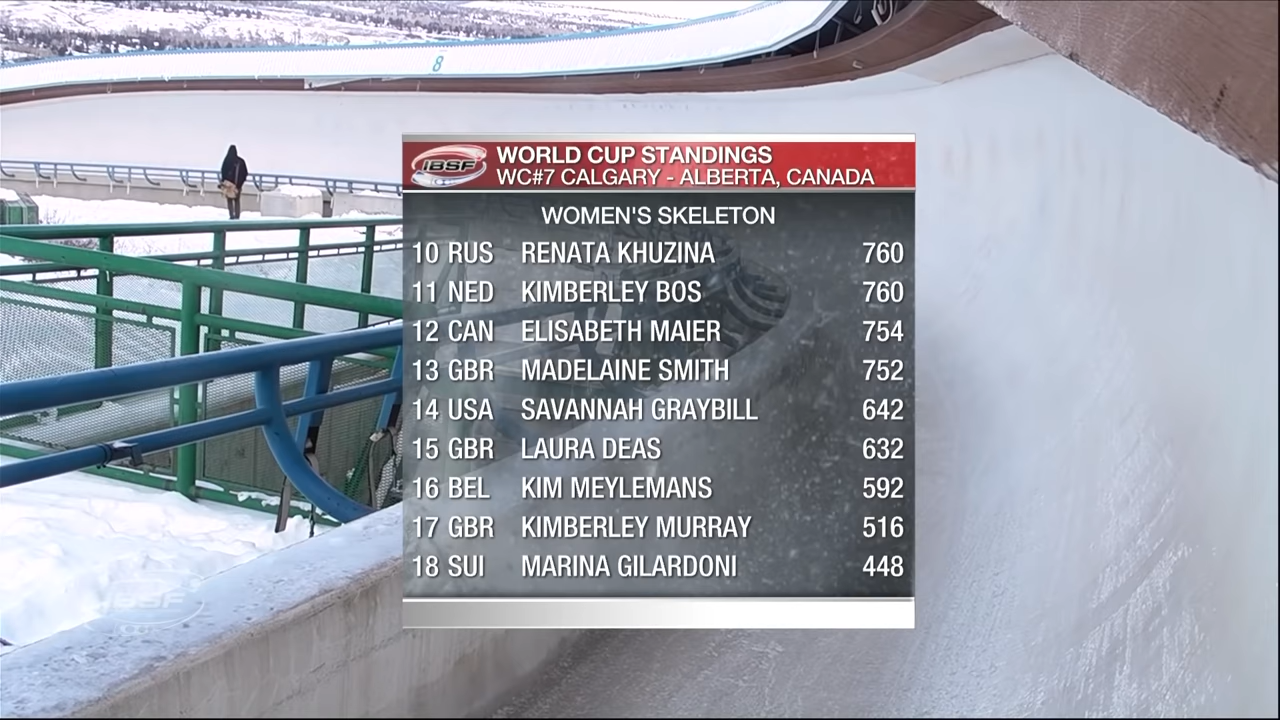 8
IBSF
WORLD CUP STANDINGS
WC#7 CALGARY - ALBERTA, CANADA
WOMEN'S SKELETON
10 RUS RENATA KHUZINA 760
11 NED KIMBERLEY BOS 760
12 CAN ELISABETH MAIER 754
13 GBR MADELAINE SMITH 752
14 USA SAVANNAH GRAYBILL 642
15 GBR LAURA DEAS 632
16 BEL KIM MEYLEMANS 592
17 GBR KIMBERLEY MURRAY 516
18 SUI MARINA GILARDONI 448
IBSF